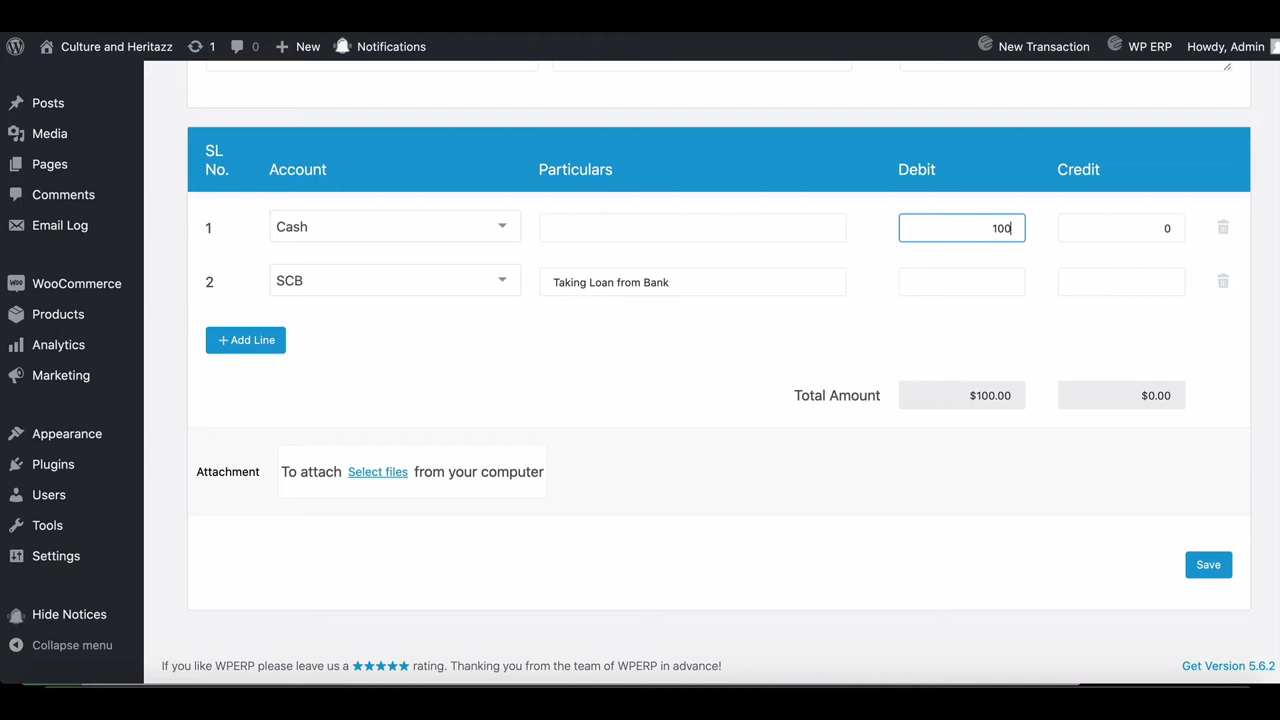 Culture and Heritazz 1 0 New Notifications New Transaction WP ERP Howdy, Admin
Posts
Media
Pages
Comments
Email Log
WooCommerce
Products
Analytics
Marketing
Appearance
Plugins
Users
Tools
Settings
Hide Notices
Collapse menu
SL No. Account Particulars Debit Credit
1 Cash 100 0
2 SCB Taking Loan from Bank
+ Add Line
Total Amount $100.00 $0.00
Attachment To attach Select files from your computer
Save
If you like WPERP please leave us a ★★★★★ rating. Thanking you from the team of WPERP in advance! Get Version 5.6.2